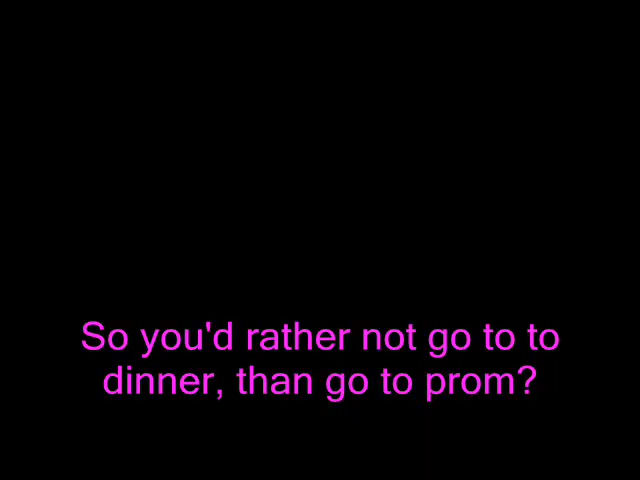 So you'd rather not go to to
dinner, than go to prom?